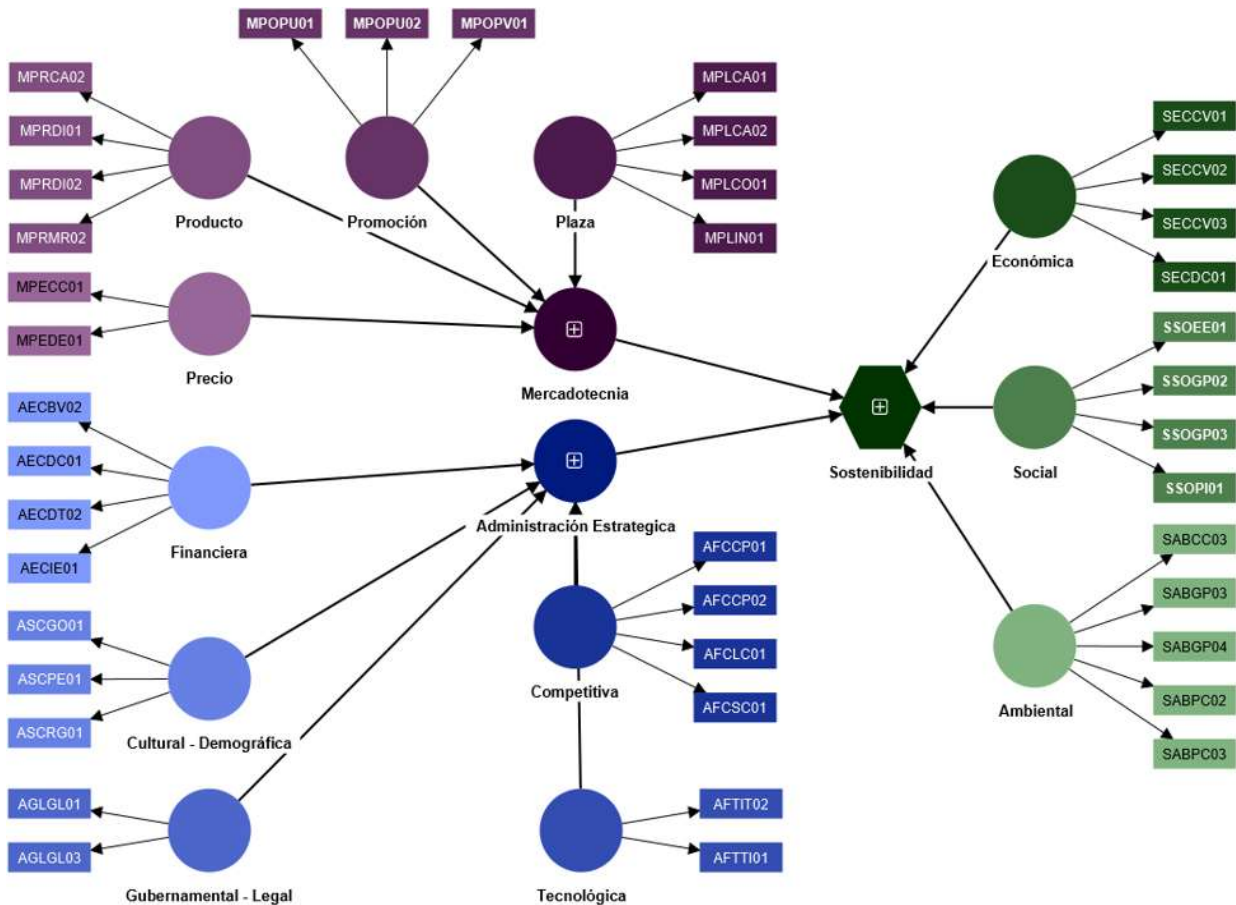 MPOPU01
MPOPU02
MPOPV01
MPRCA02
MPRDI01
MPRDI02
MPRMR02
Producto
Promoción
MPLCA01
MPLCA02
MPLCO01
MPLIN01
Plaza
SECCV01
SECCV02
SECCV03
SECDC01
Económica
MPECC01
MPEDE01
Precio
Mercadotecnia
SSOEE01
SSOGP02
SSOGP03
SSOPI01
Social
Sostenibilidad
AECBV02
AECDC01
AECDT02
AECIE01
Financiera
Administración Estrategica
AFCCP01
AFCCP02
AFCLC01
AFCSC01
Competitiva
SABCC03
SABGP03
SABGP04
SABPC02
SABPC03
Ambiental
ASCGO01
ASCPE01
ASCRG01
Cultural - Demográfica
AGLGL01
AGLGL03
Gubernamental - Legal
AFTIT02
AFTTI01
Tecnológica